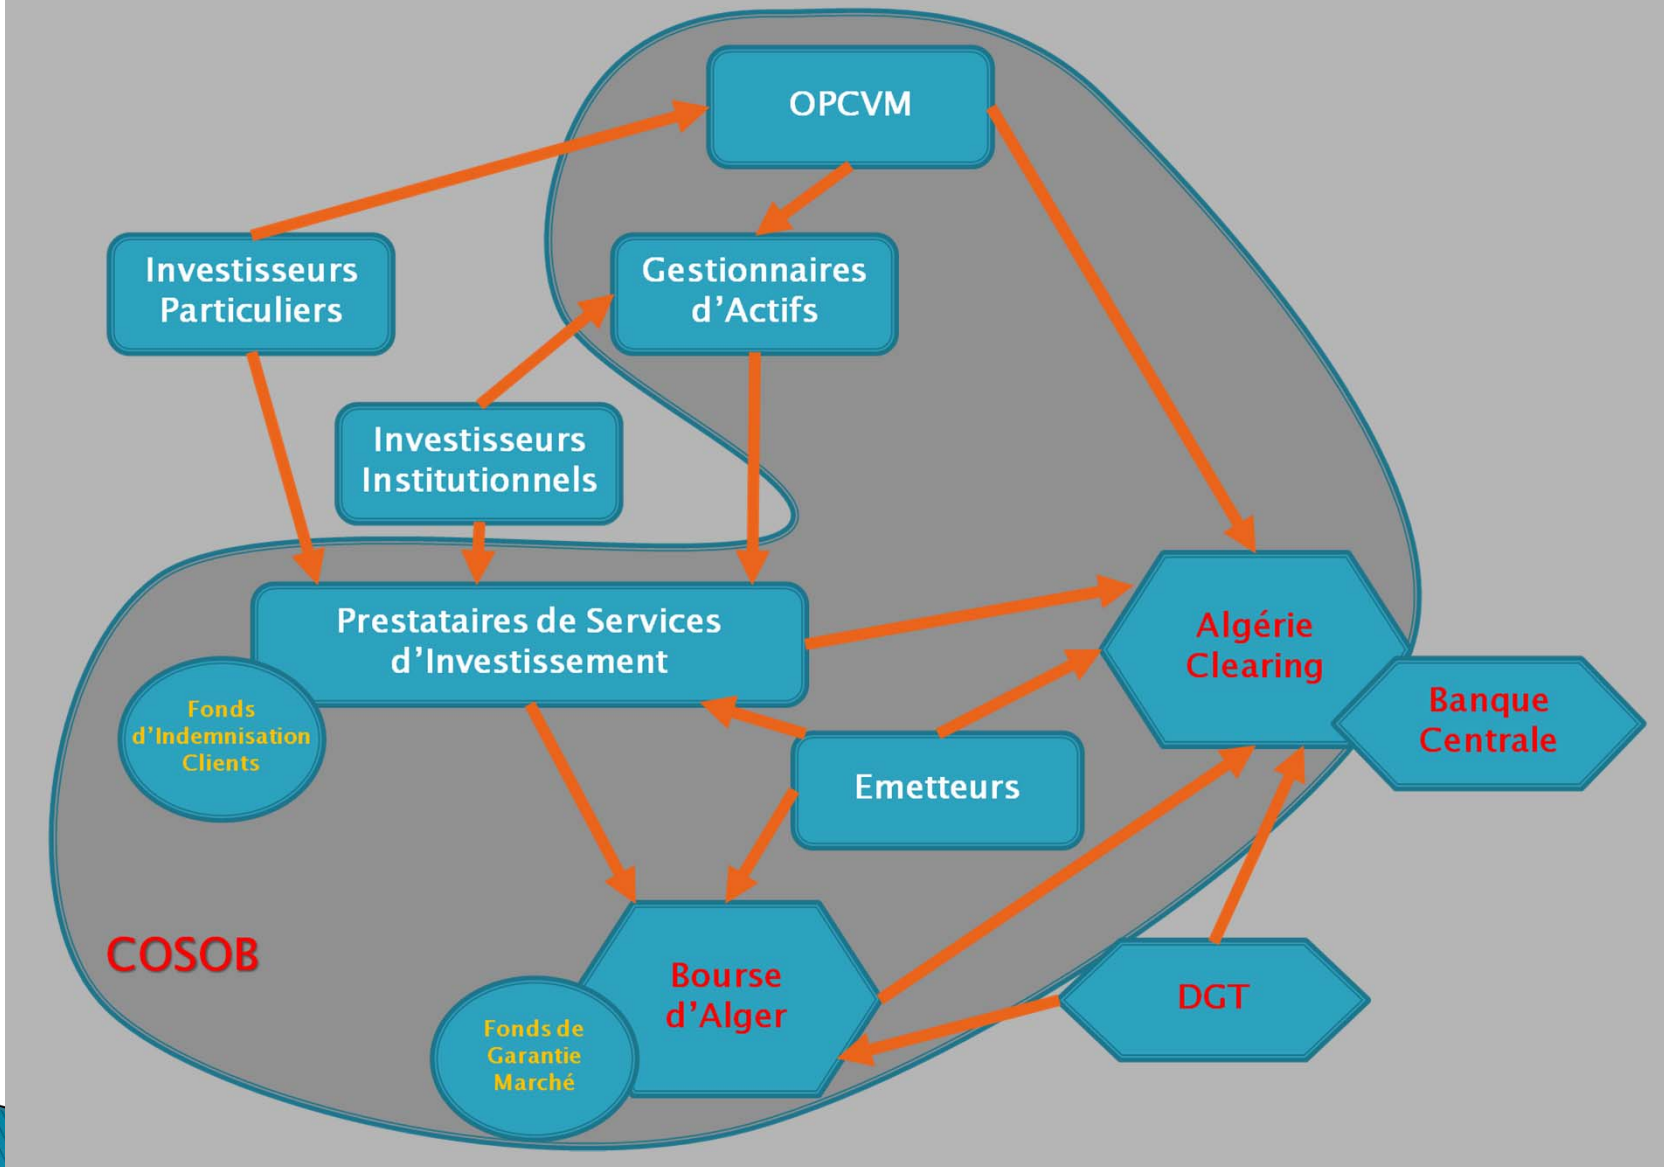 OPCVM
Investisseurs
Particuliers
Gestionnaires
d’Actifs
Investisseurs
Institutionnels
Prestataires de Services
d’Investissement
Algérie
Clearing
Banque
Centrale
Fonds
d’Indemnisation
Clients
Emetteurs
COSOB
Bourse
d’Alger
DGT
Fonds de
Garantie
Marché